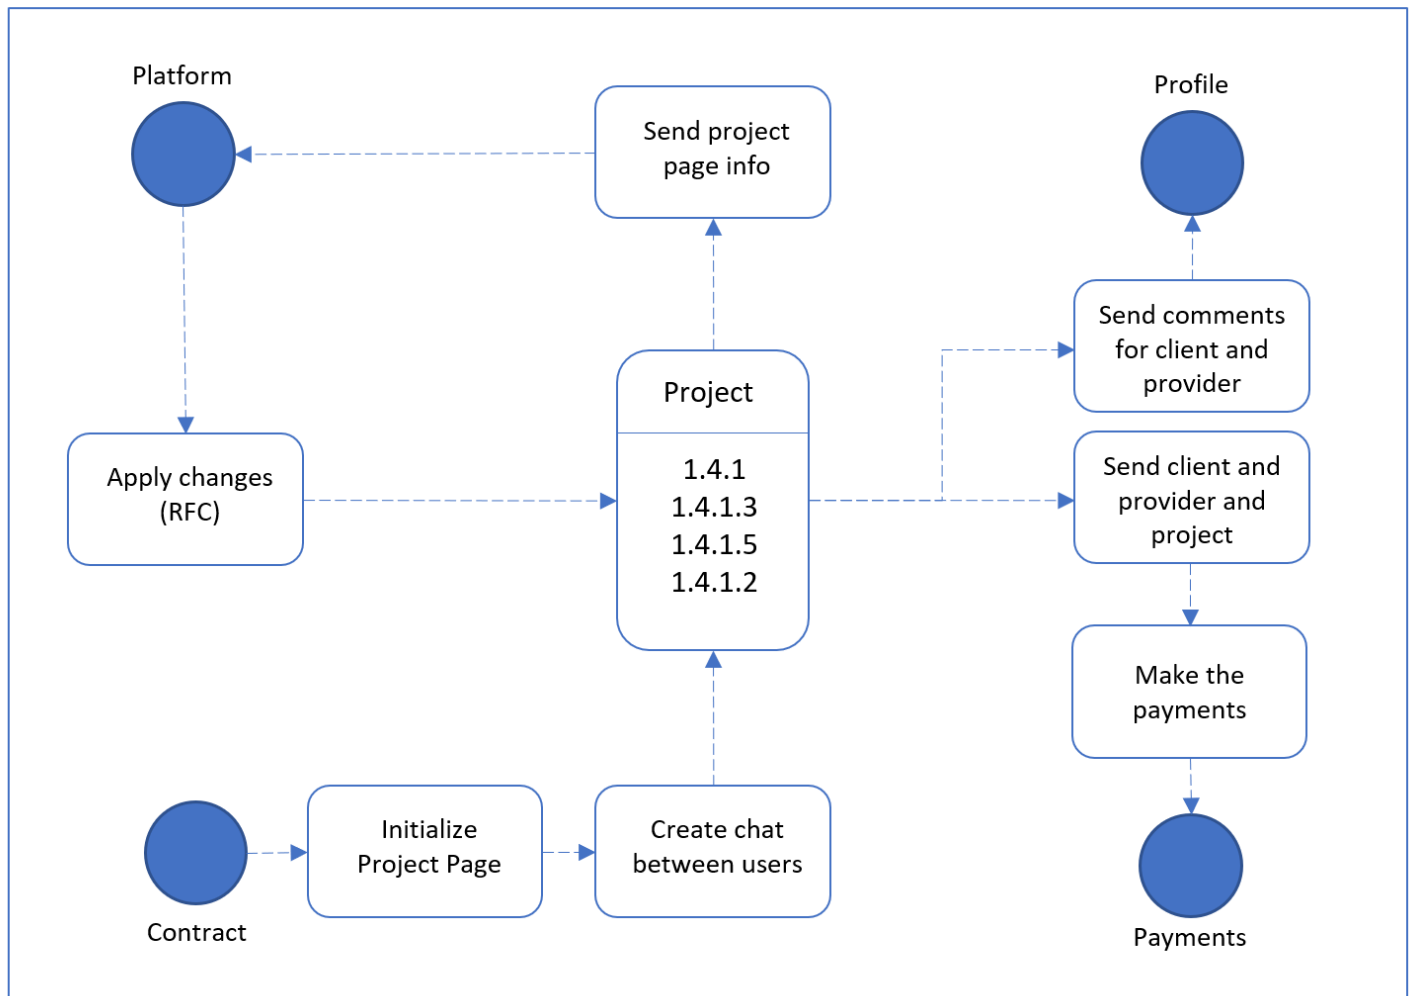 Platform
Send project
page info
Profile
Send comments
for client and
provider
Project
1.4.1
1.4.1.3
1.4.1.5
1.4.1.2
Apply changes
(RFC)
Send client and
provider and
project
Make the
payments
Initialize
Project Page
Create chat
between users
Contract
Payments